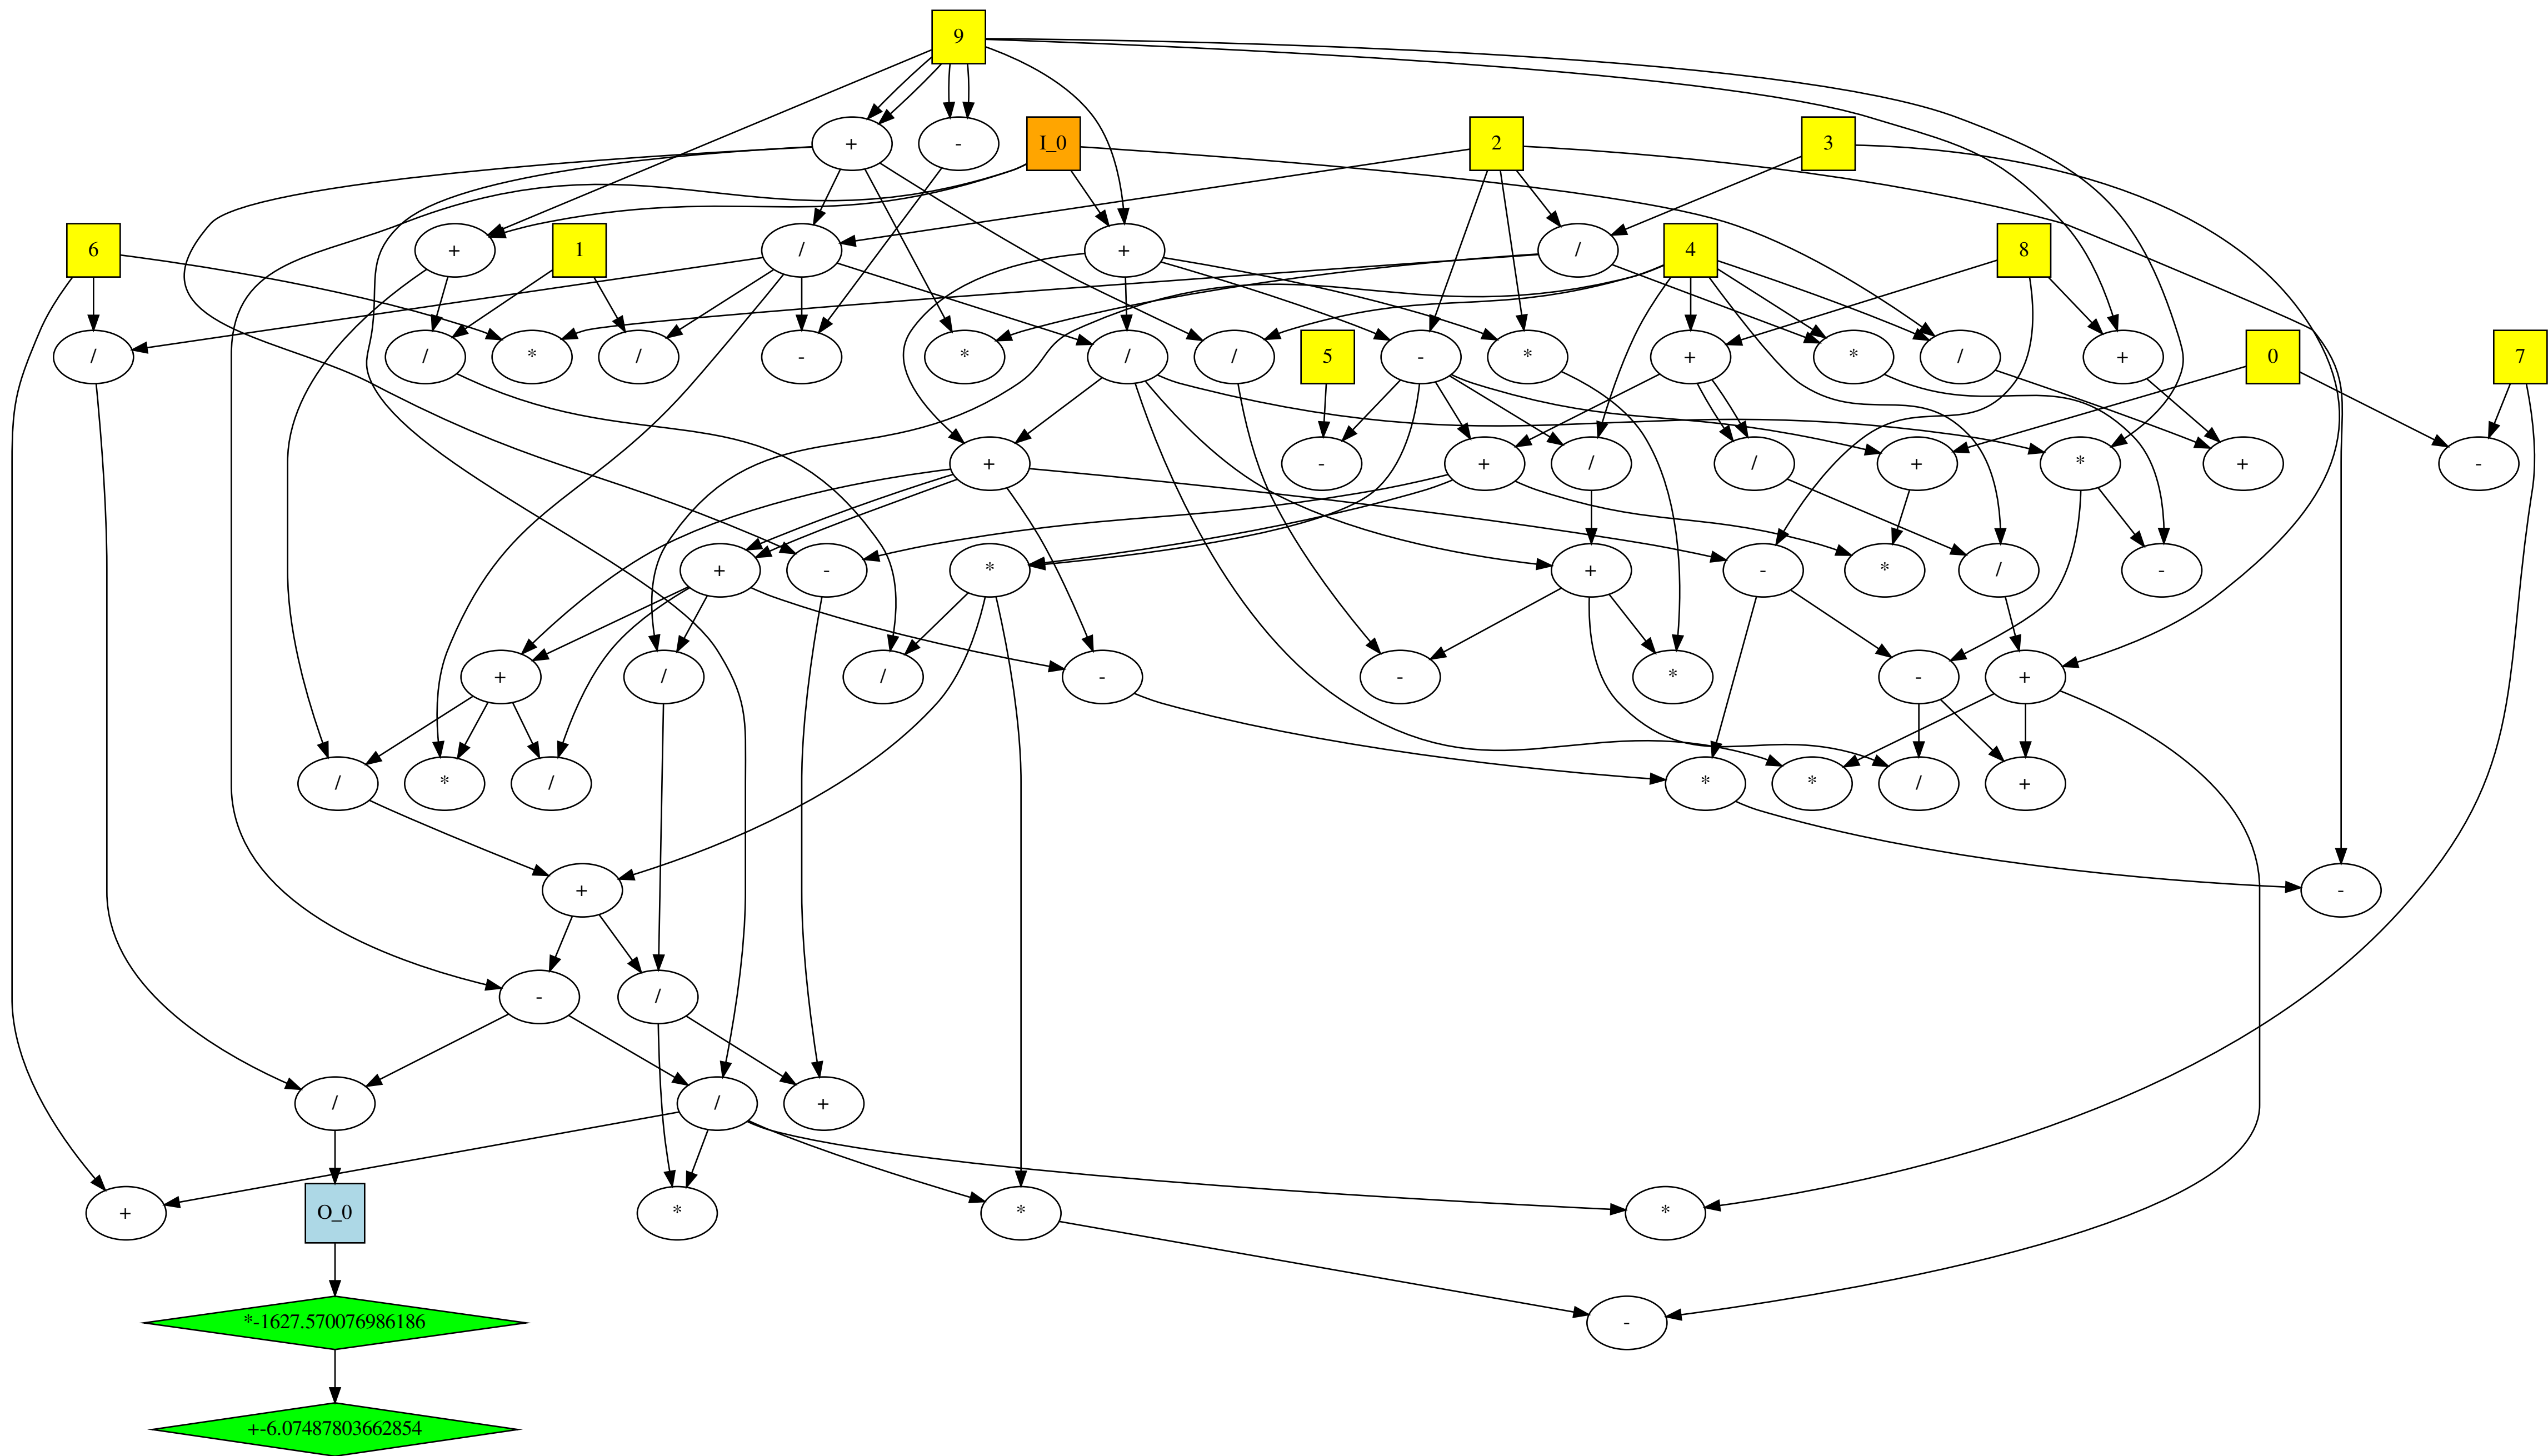 9
+ - I_0 2 3
6 + 1 / + / 4 8
/ / * / - * / / 5 - * + * / + 0 7
+ - + / / + * + -
+ - * + - * / -
+ / / - - * - +
/ * / * * / +
+ -
- /
/ / +
+ O_0 * * *
*-1627.570076986186 -
+-6.07487803662854